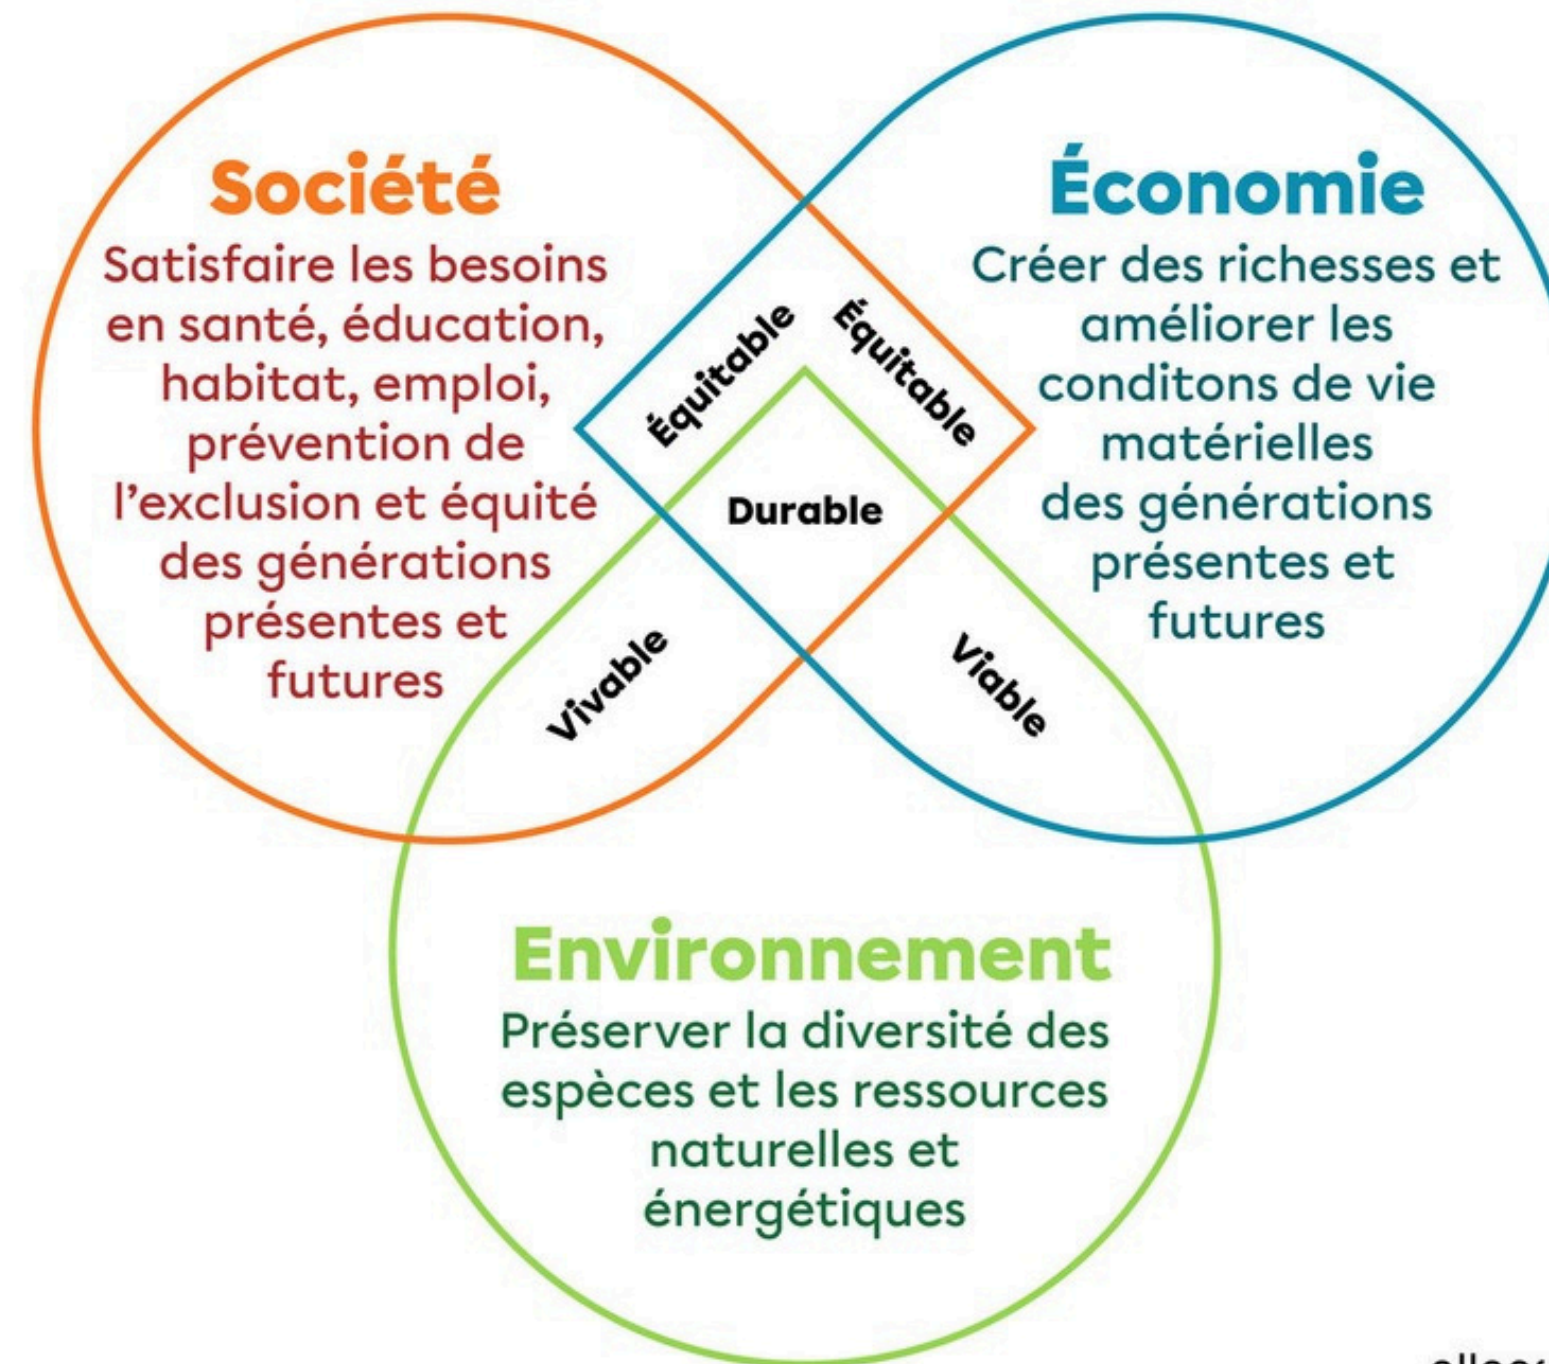 Société
Satisfaire les besoins
en santé, éducation,
habitat, emploi,
prévention de
l'exclusion et équité
des générations
présentes et
futures
Économie
Créer des richesses et
améliorer les
conditons de vie
matérielles
des générations
présentes et
futures
Équitable
Équitable
Durable
Vivable
Viable
Environnement
Préserver la diversité des
espèces et les ressources
naturelles et
énergétiques